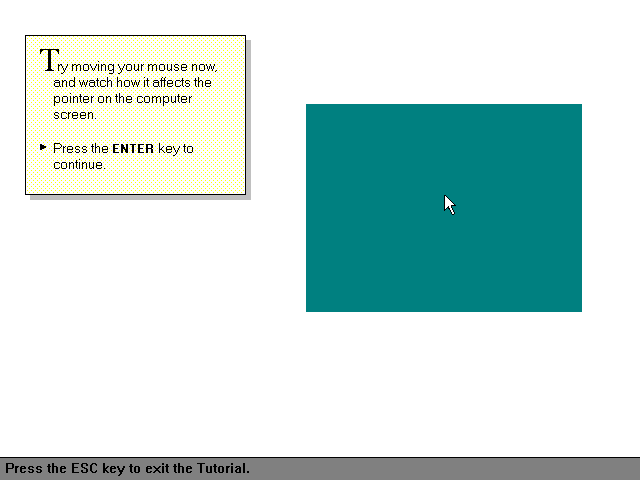 Try moving your mouse now,
and watch how it affects the
pointer on the computer
screen.
Press the ENTER key to
continue.
Press the ESC key to exit the Tutorial.